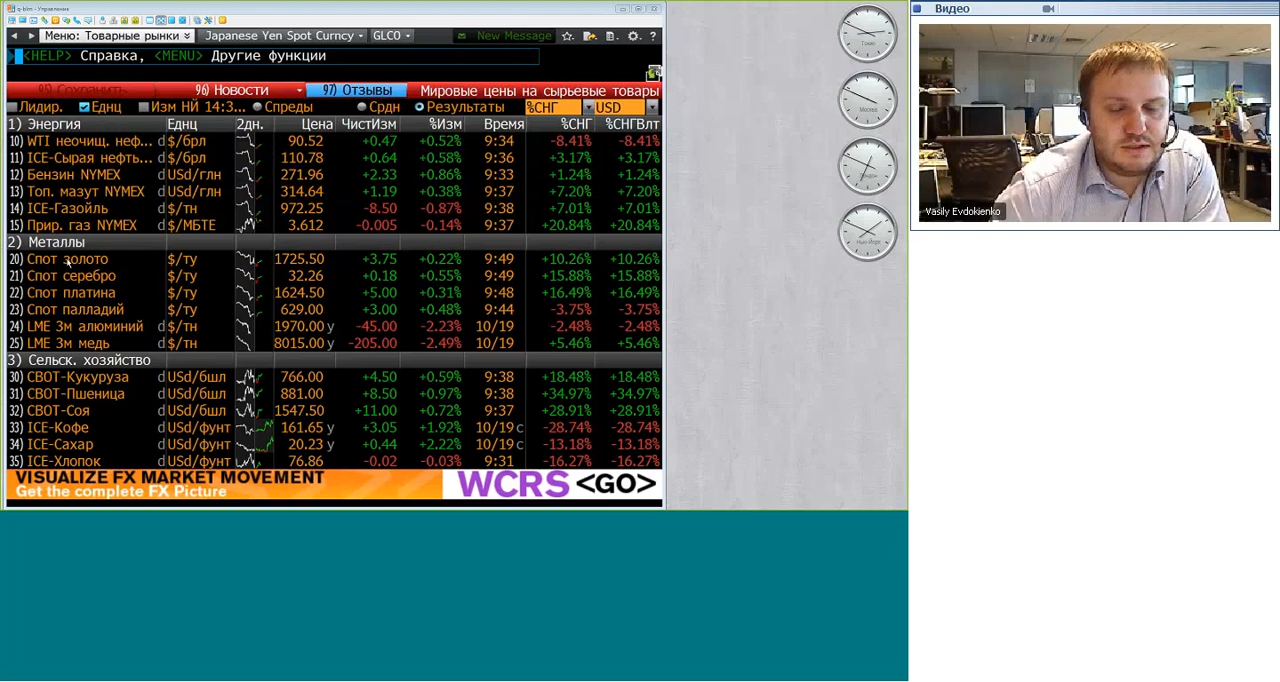 q-blm - Управление
Меню: Товарные рынки
Japanese Yen Spot Curncy
GLCO
New Message
<HELP> Справка, <MENU> Другие функции
95) Сохранить
96) Новости
97) Отзывы
Мировые цены на сырьевые товары
Лидир. Еднц Изм НЙ 14:3... Спреды Срдн Результаты %СНГ USD
1) Энергия Еднц 2дн. Цена ЧистИзм %Изм Время %СНГ %СНГВлт
10) WTI неочищ. неф... d $/брл 90.52 +0.47 +0.52% 9:34 -8.41% -8.41%
11) ICE-Сырая нефть... d $/брл 110.78 +0.64 +0.58% 9:36 +3.17% +3.17%
12) Бензин NYMEX d USd/глн 271.96 +2.33 +0.86% 9:33 +1.24% +1.24%
13) Топ. мазут NYMEX d USd/глн 314.64 +1.19 +0.38% 9:38 +7.20% +7.20%
14) ICE-Газойль d $/тн 972.25 -8.50 -0.87% 9:38 +7.01% +7.01%
15) Прир. газ NYMEX d $/МБТЕ 3.612 -0.005 -0.14% 9:38 +20.84% +20.84%
2) Металлы
20) Спот золото $/ту 1725.50 +3.75 +0.22% 9:49 +10.26% +10.26%
21) Спот серебро $/ту 32.26 +0.18 +0.55% 9:49 +15.88% +15.88%
22) Спот платина $/ту 1624.50 +5.00 +0.31% 9:48 +16.49% +16.49%
23) Спот палладий $/ту 629.00 +3.00 +0.48% 9:44 -3.75% -3.75%
24) LME 3м алюминий d $/тн 1970.00 y -45.00 -2.23% 10/19 -2.48% -2.48%
25) LME 3м медь d $/тн 8015.00 y -205.00 -2.49% 10/19 +5.46% +5.46%
3) Сельск. хозяйство
30) CBOT-Кукуруза d USd/бшл 766.00 +4.50 +0.59% 9:38 +18.48% +18.48%
31) CBOT-Пшеница d USd/бшл 881.00 +8.50 +0.97% 9:38 +34.97% +34.97%
32) CBOT-Соя d USd/бшл 1547.50 +11.00 +0.72% 9:37 +28.91% +28.91%
33) ICE-Кофе d USd/фунт 161.65 y +3.05 +1.92% 10/19 c -28.74% -28.74%
34) ICE-Сахар d USd/фунт 20.23 y +0.44 +2.22% 10/19 c -13.18% -13.18%
35) ICE-Хлопок d USd/фунт 76.86 -0.02 -0.03% 9:31 -16.27% -16.27%
VISUALIZE FX MARKET MOVEMENT
Get the complete FX Picture
WCRS <GO>
Токио
Москва
Лондон
Нью-Йорк
Видео
Vasily Evdokienko